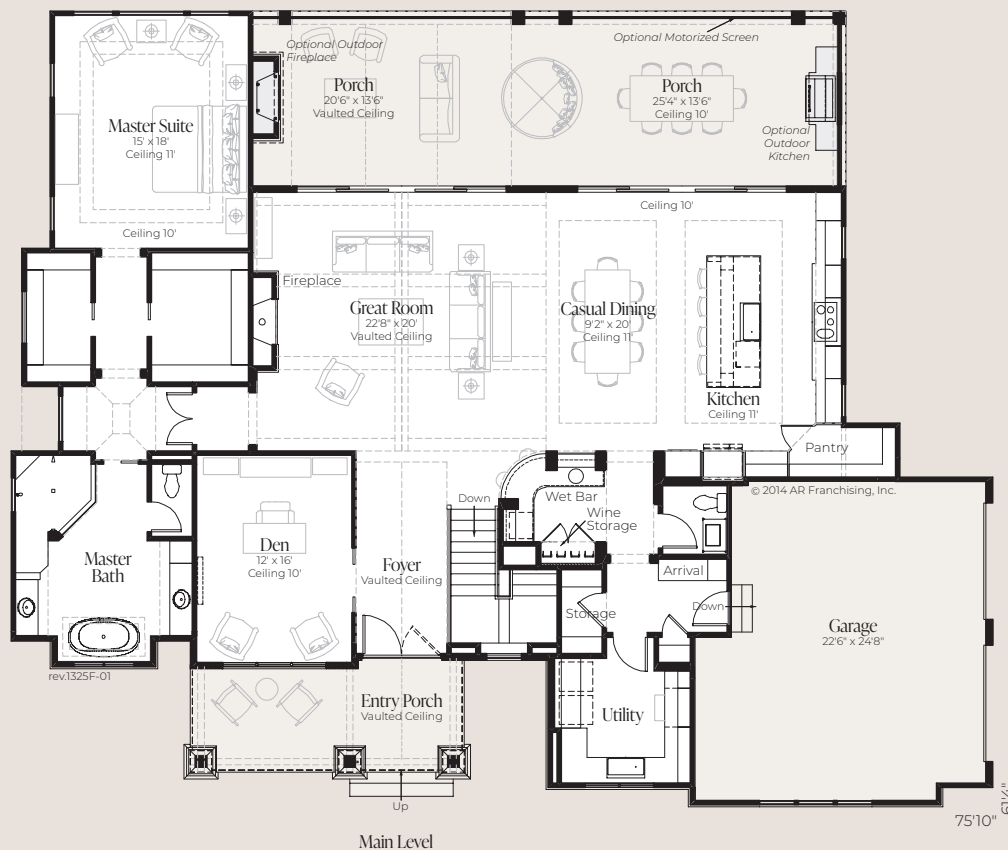 Optional Outdoor
Fireplace
Optional Motorized Screen
Porch
20'6" x 13'6"
Vaulted Ceiling
Porch
25'4" x 13'6"
Ceiling 10'
Optional
Outdoor
Kitchen
Master Suite
15' x 18'
Ceiling 11'
Ceiling 10'
Ceiling 10'
Fireplace
Great Room
22'8" x 20'
Vaulted Ceiling
Casual Dining
9'2" x 20'
Ceiling 11'
Kitchen
Ceiling 11'
Pantry
© 2014 AR Franchising, Inc.
Down
Wet Bar
Wine
Storage
Master
Bath
Den
12' x 16'
Ceiling 10'
Foyer
Vaulted Ceiling
Arrival
Storage
Down
Garage
22'6" x 24'8"
rev.1325F-01
Entry Porch
Vaulted Ceiling
Utility
Up
75'10"
61'4"
Main Level